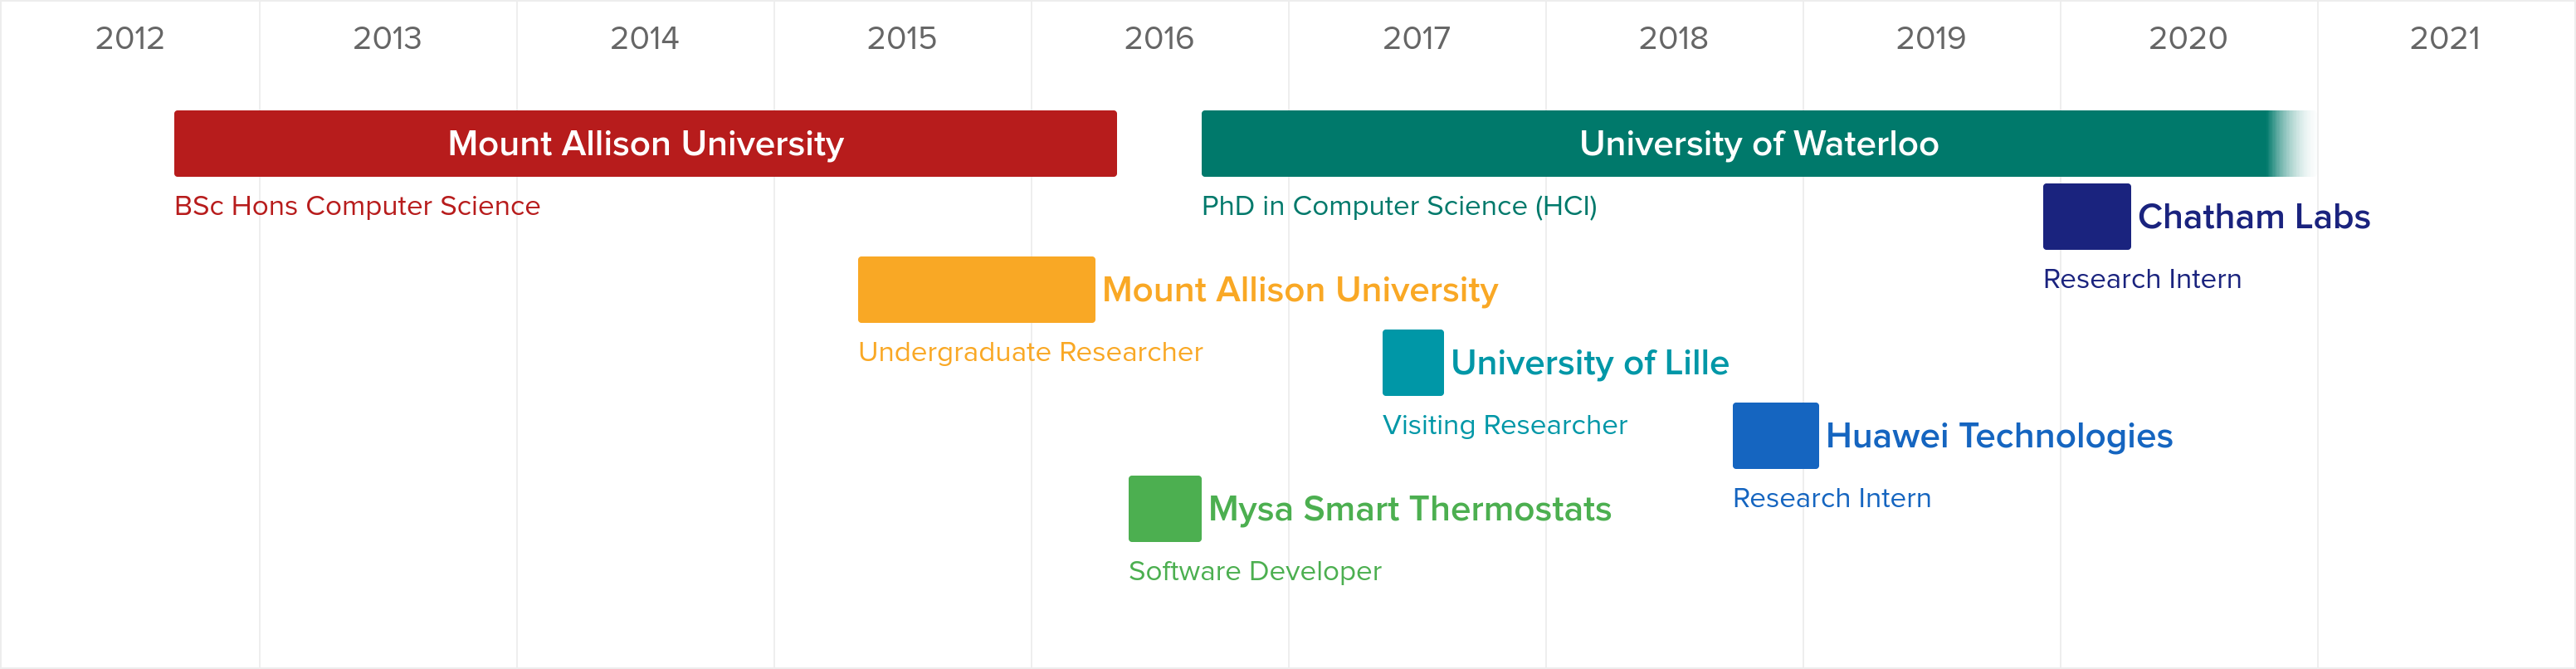 2012 2013 2014 2015 2016 2017 2018 2019 2020 2021
Mount Allison University
BSc Hons Computer Science
University of Waterloo
PhD in Computer Science (HCI)
Chatham Labs
Research Intern
Mount Allison University
Undergraduate Researcher
University of Lille
Visiting Researcher
Huawei Technologies
Research Intern
Mysa Smart Thermostats
Software Developer